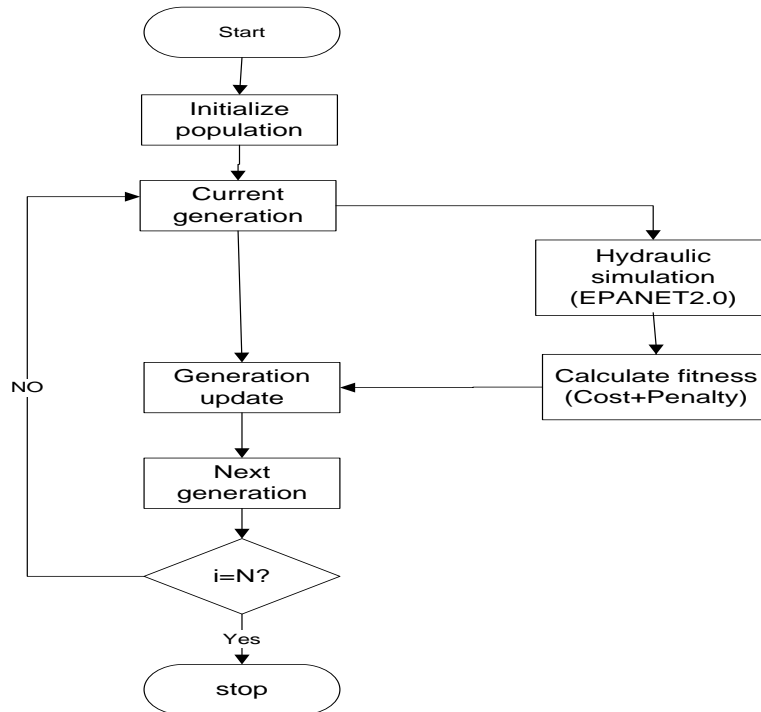 Start
Initialize
population
Current
generation
Hydraulic
simulation
(EPANET2.0)
Generation
update
Calculate fitness
(Cost+Penalty)
NO
Next
generation
i=N?
Yes
stop